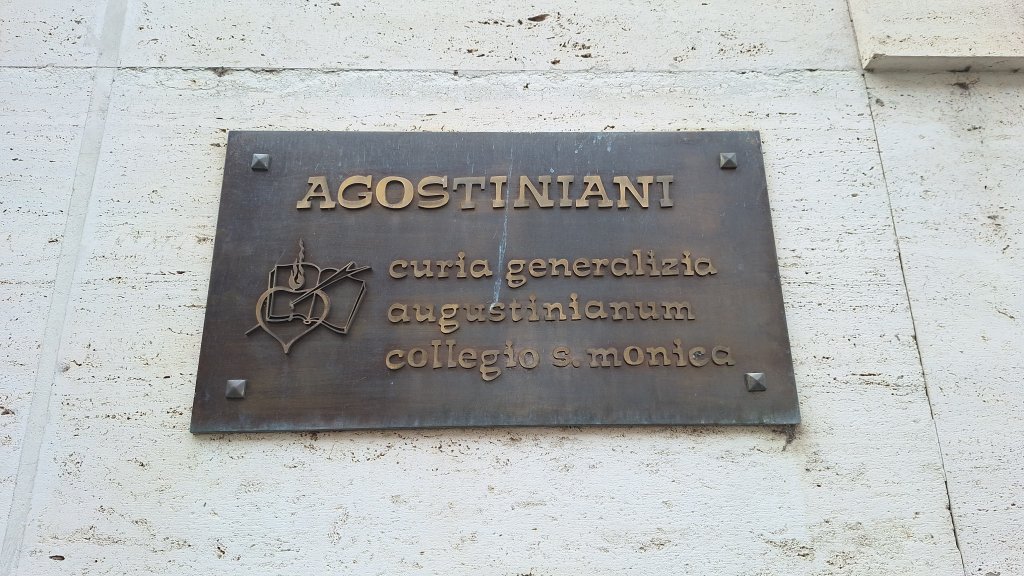 AGOSTINIANI
curia generalizia
augustinianum
collegio s. monica